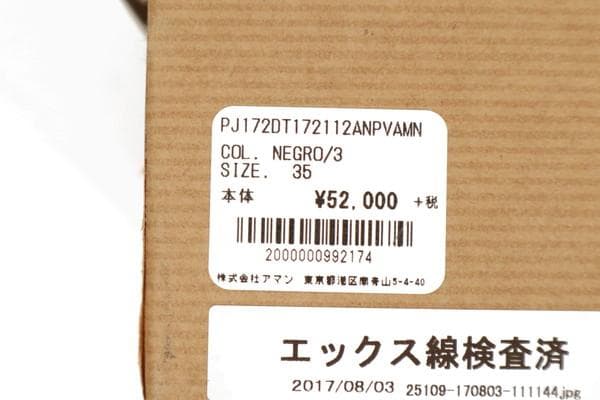 PJ172DT172112ANPVAMN
COL. NEGRO/3
SIZE. 35
本体 ¥52,000 +税
2000000992174
株式会社アマン 東京都港区南青山5-4-40
エックス線検査済
2017/08/03 25109-170803-111144.jpg